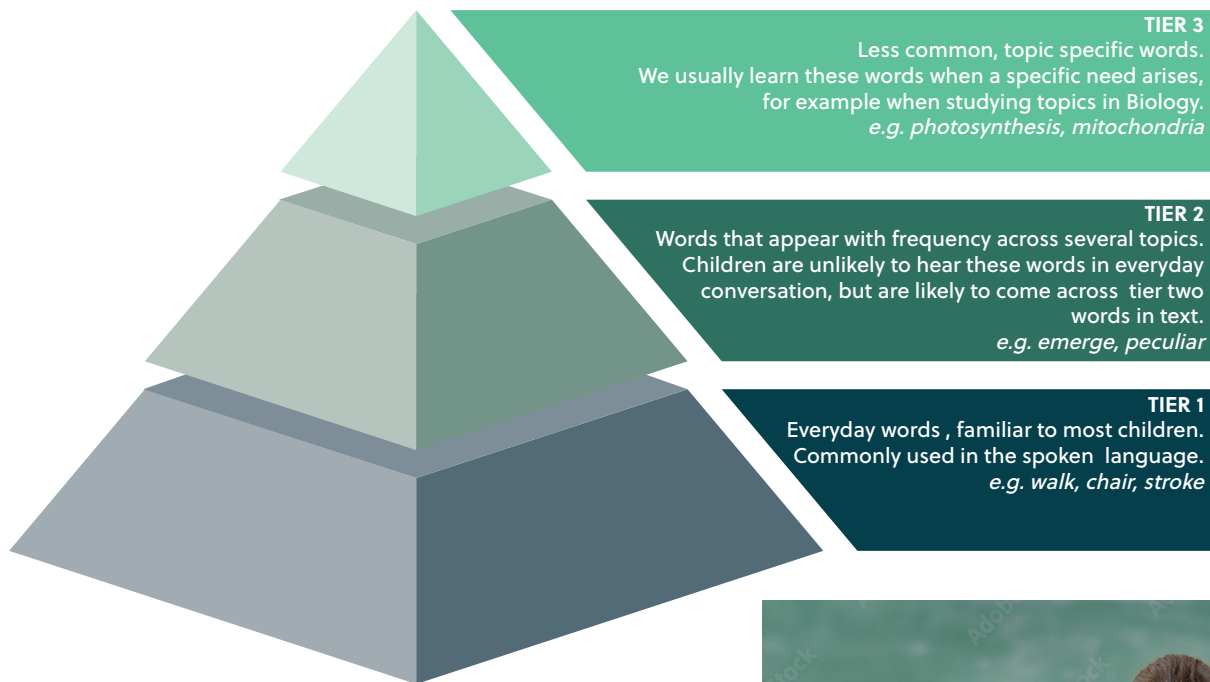 TIER 3
Less common, topic specific words.
We usually learn these words when a specific need arises,
for example when studying topics in Biology.
e.g. photosynthesis, mitochondria
TIER 2
Words that appear with frequency across several topics.
Children are unlikely to hear these words in everyday
conversation, but are likely to come across  tier two
words in text.
e.g. emerge, peculiar
TIER 1
Everyday words , familiar to most children.
Commonly used in the spoken  language.
e.g. walk, chair, stroke